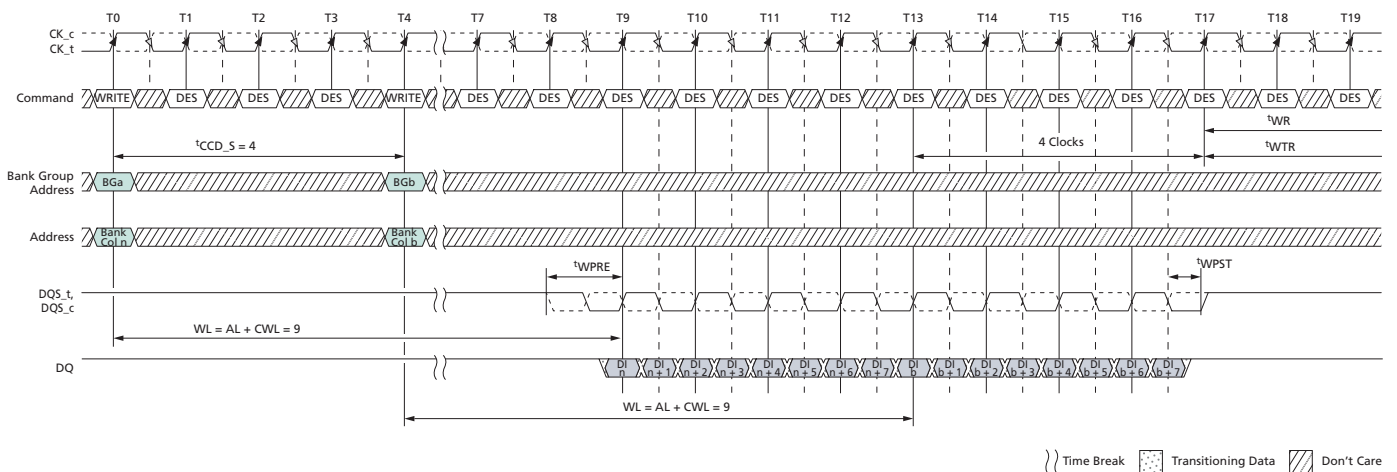 T0 T1 T2 T3 T4 T7 T8 T9 T10 T11 T12 T13 T14 T15 T16 T17 T18 T19
CK_c
CK_t
Command WRITE DES DES DES WRITE DES DES DES DES DES DES DES DES DES DES DES DES DES
tWR
tCCD_S = 4 4 Clocks tWTR
Bank Group
Address
BGa BGb
Address
Bank
Col n
Bank
Col b
tWPRE tWPST
DQS_t,
DQS_c
WL = AL + CWL = 9
DQ
DI
n
DI
n + 1
DI
n + 2
DI
n + 3
DI
n + 4
DI
n + 5
DI
n + 6
DI
n + 7
DI
b
DI
b + 1
DI
b + 2
DI
b + 3
DI
b + 4
DI
b + 5
DI
b + 6
DI
b + 7
WL = AL + CWL = 9
Time Break Transitioning Data Don't Care